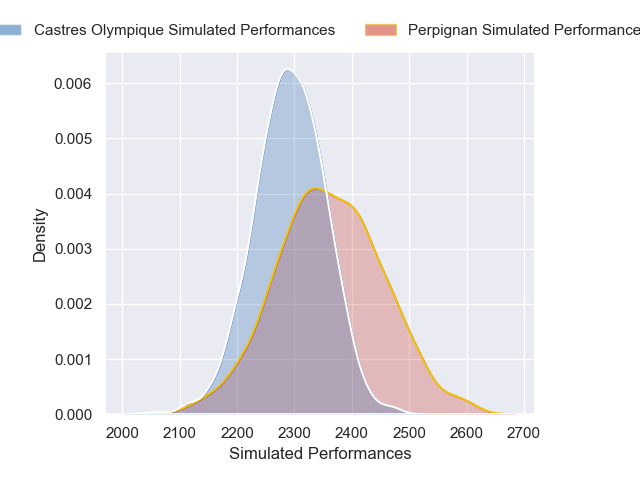 Castres Olympique Simulated Performances
Perpignan Simulated Performance
0.006
0.005
0.004
0.003
0.002
0.001
0.000
Density
2000 2100 2200 2300 2400 2500 2600 2700
Simulated Performances